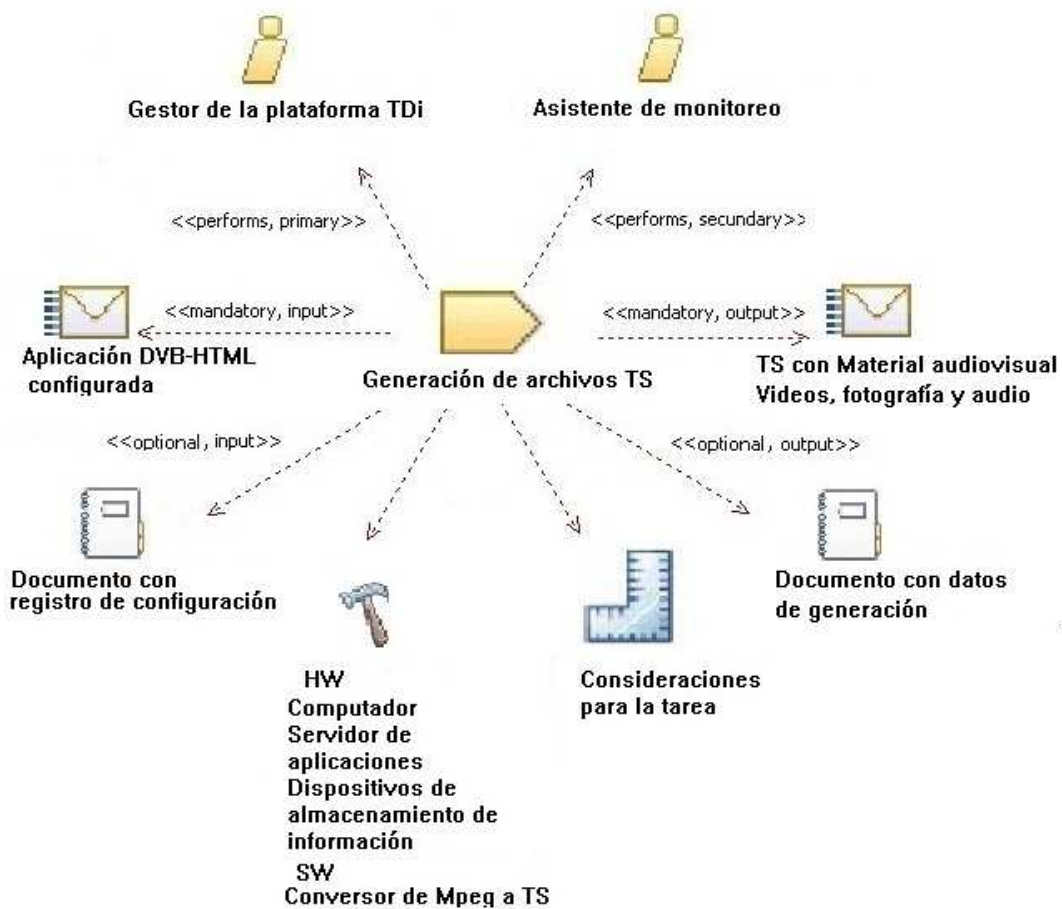 Gestor de la plataforma TDi
Asistente de monitoreo
<<performs, primary>>
<<performs, secundary>>
<<mandatory, input>>
<<mandatory, output>>
Aplicación DVB-HTML
configurada
Generación de archivos TS
TS con Material audiovisual
Videos, fotografía y audio
<<optional, input>>
<<optional, output>>
Documento con
registro de configuración
Documento con datos
de generación
HW
Computador
Servidor de
aplicaciones
Dispositivos de
almacenamiento de
información
SW
Conversor de Mpeg a TS
Consideraciones
para la tarea